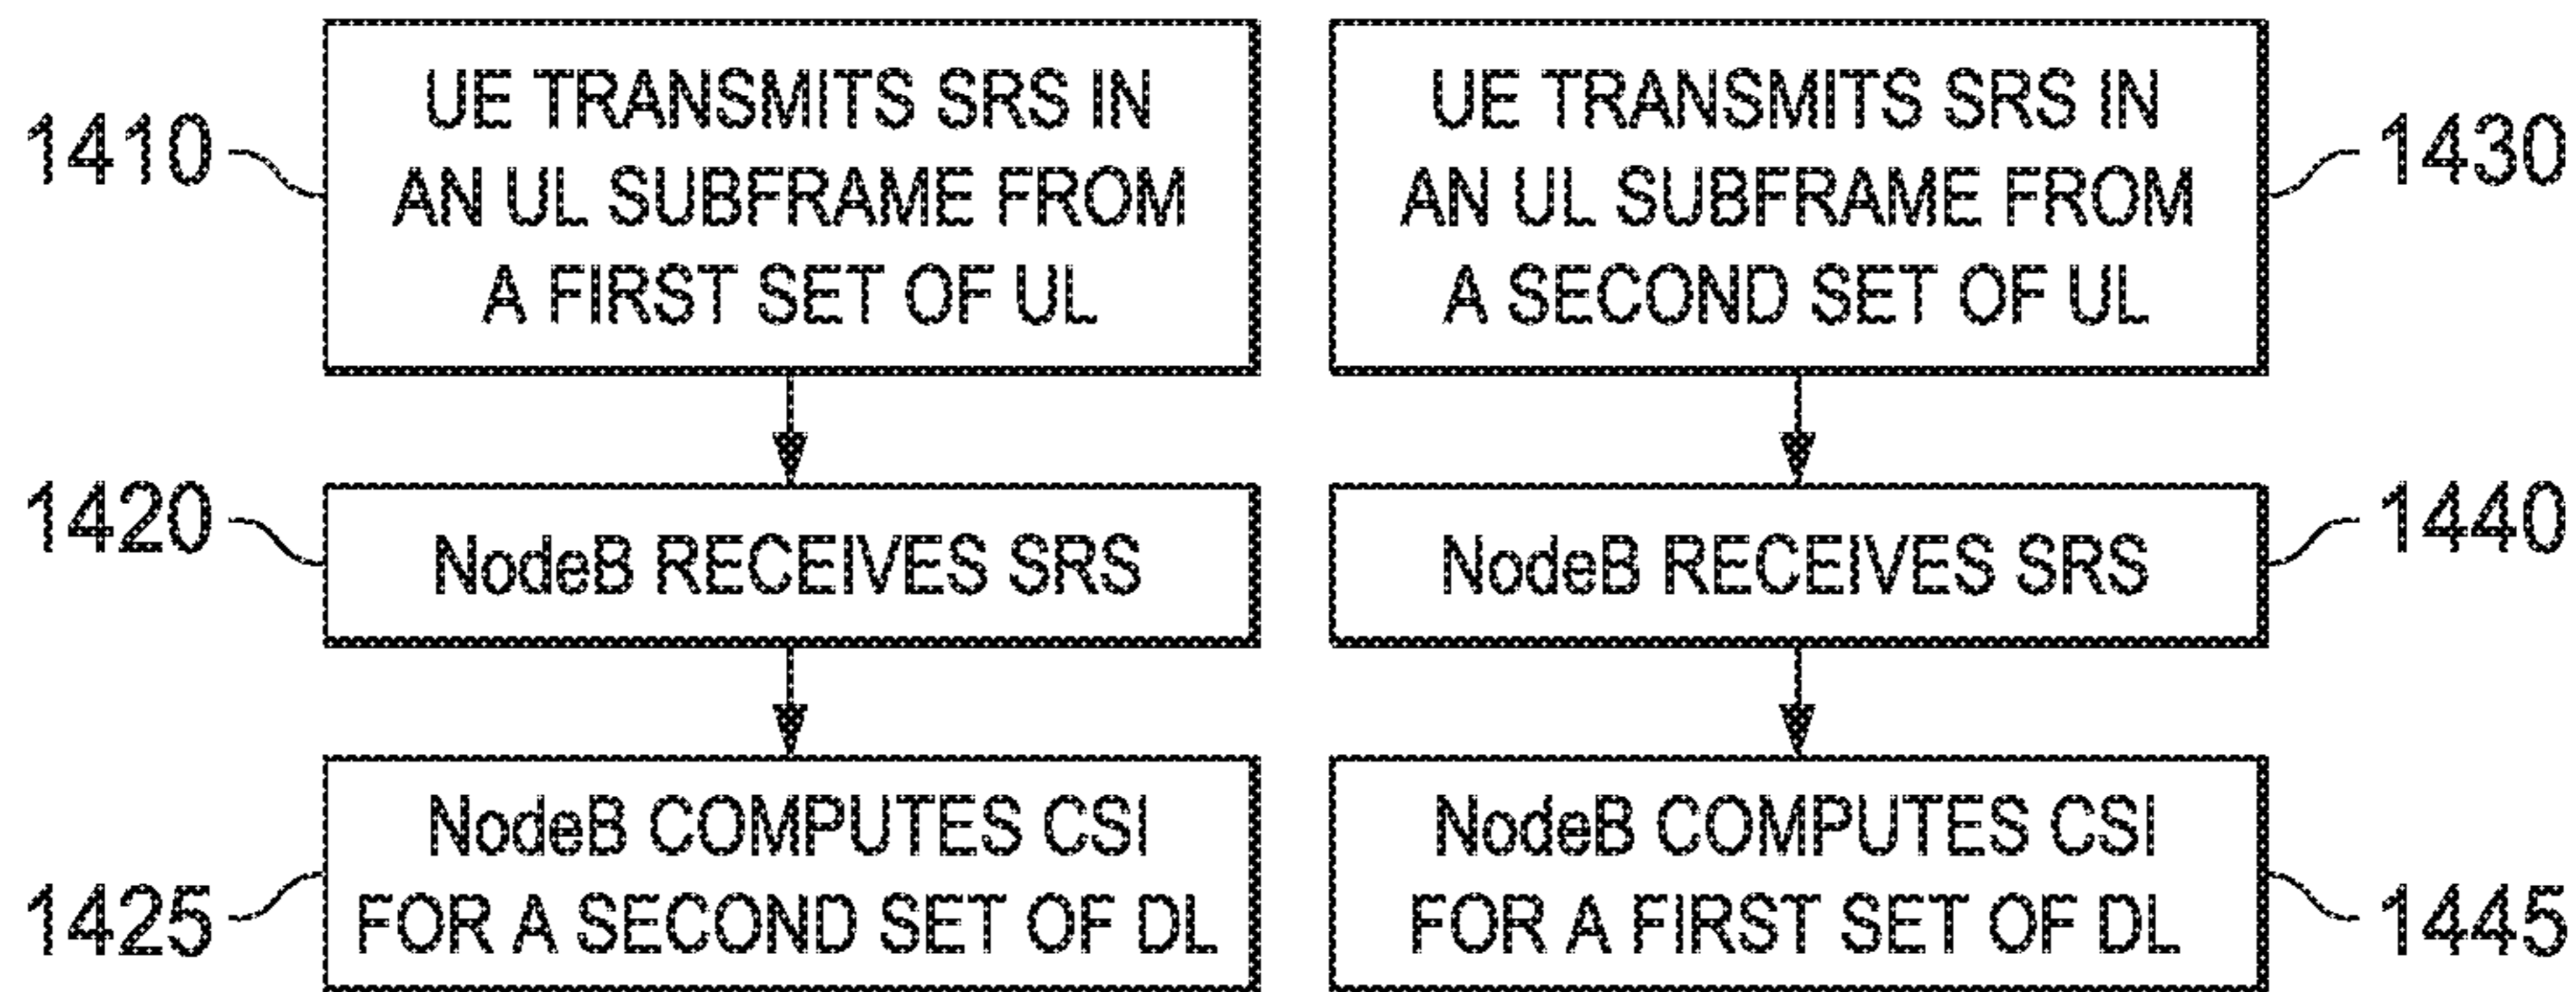 1410
UE TRANSMITS SRS IN
AN UL SUBFRAME FROM
A FIRST SET OF UL
1420
NodeB RECEIVES SRS
1425
NodeB COMPUTES CSI
FOR A SECOND SET OF DL
UE TRANSMITS SRS IN
AN UL SUBFRAME FROM
A SECOND SET OF UL
1430
NodeB RECEIVES SRS
1440
NodeB COMPUTES CSI
FOR A FIRST SET OF DL
1445